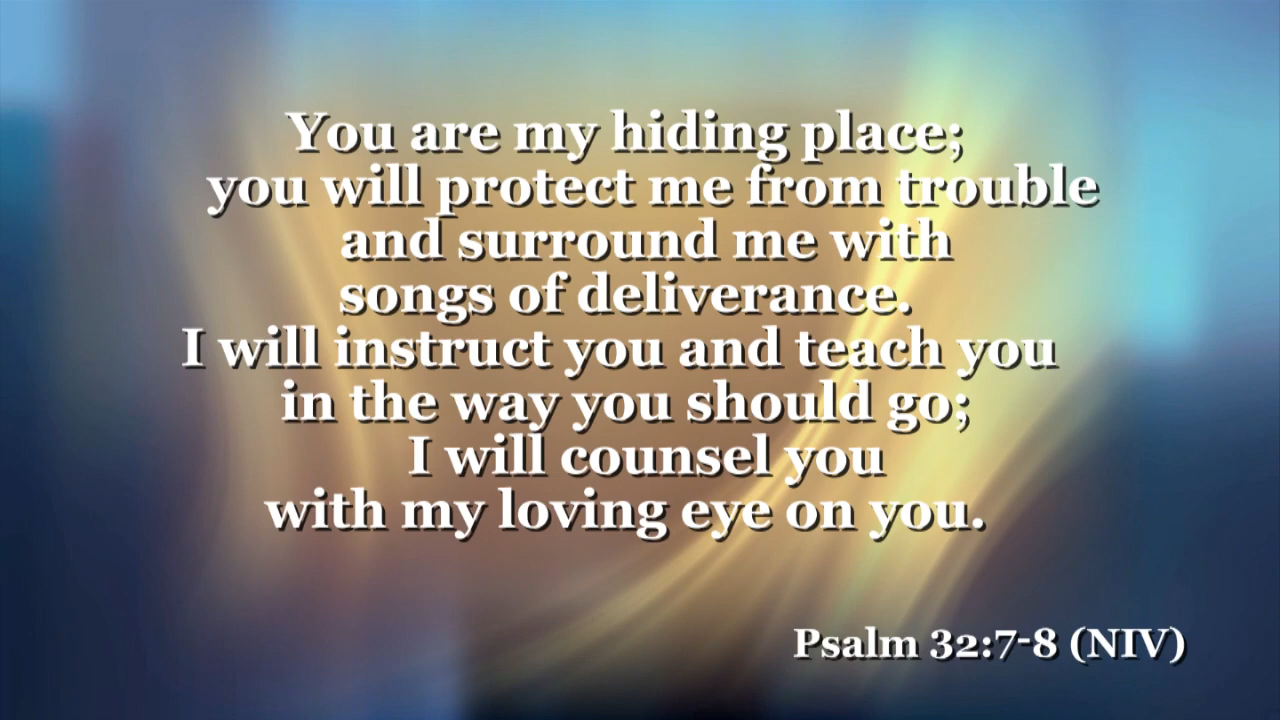 You are my hiding place;
you will protect me from trouble
and surround me with
songs of deliverance.
I will instruct you and teach you
in the way you should go;
I will counsel you
with my loving eye on you.
Psalm 32:7-8 (NIV)